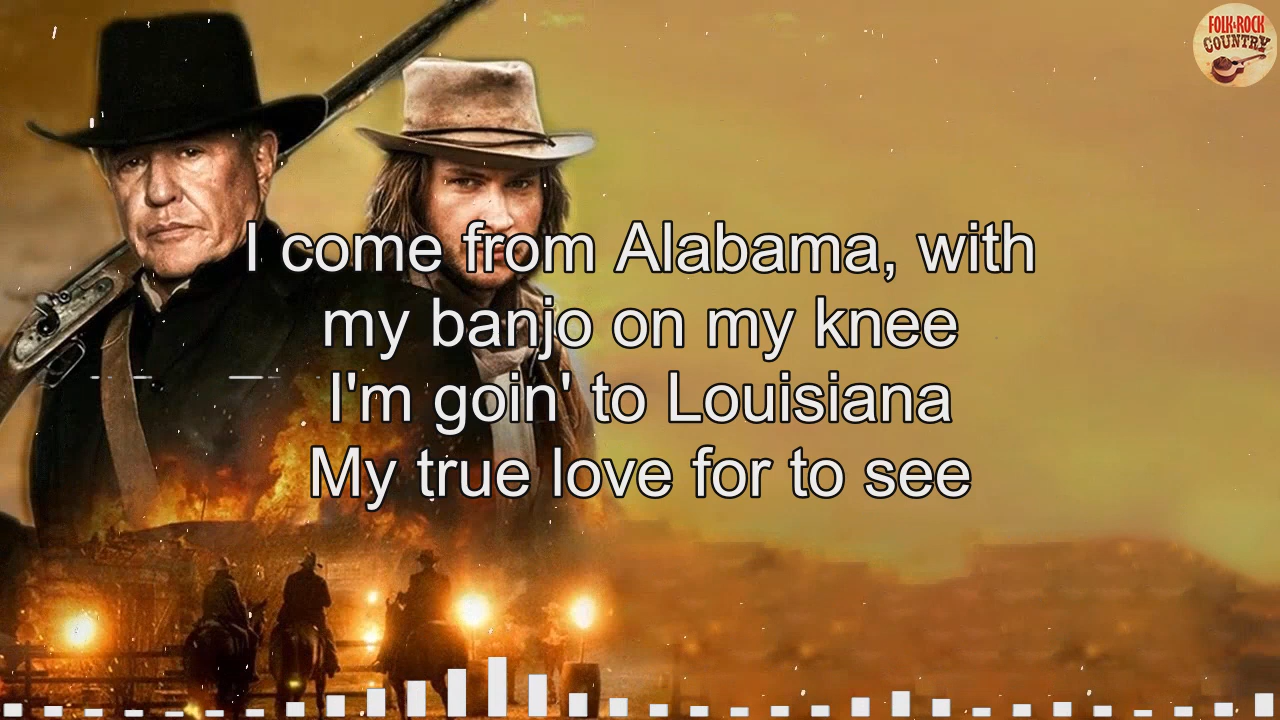 FOLK ROCK
COUNTRY
I come from Alabama, with
my banjo on my knee
I'm goin' to Louisiana
My true love for to see